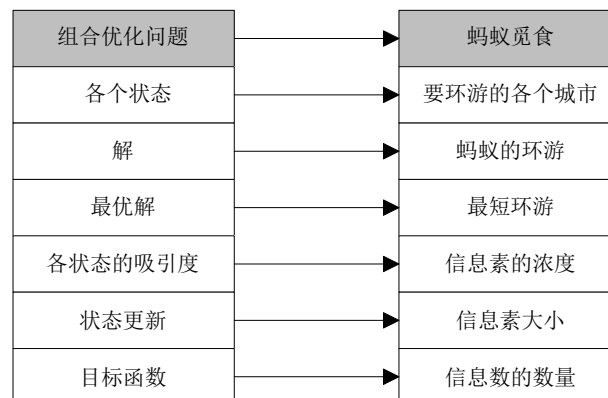 组合优化问题
蚂蚁觅食
各个状态
要环游的各个城市
解
蚂蚁的环游
最优解
最短环游
各状态的吸引度
信息素的浓度
状态更新
信息素大小
目标函数
信息数的数量